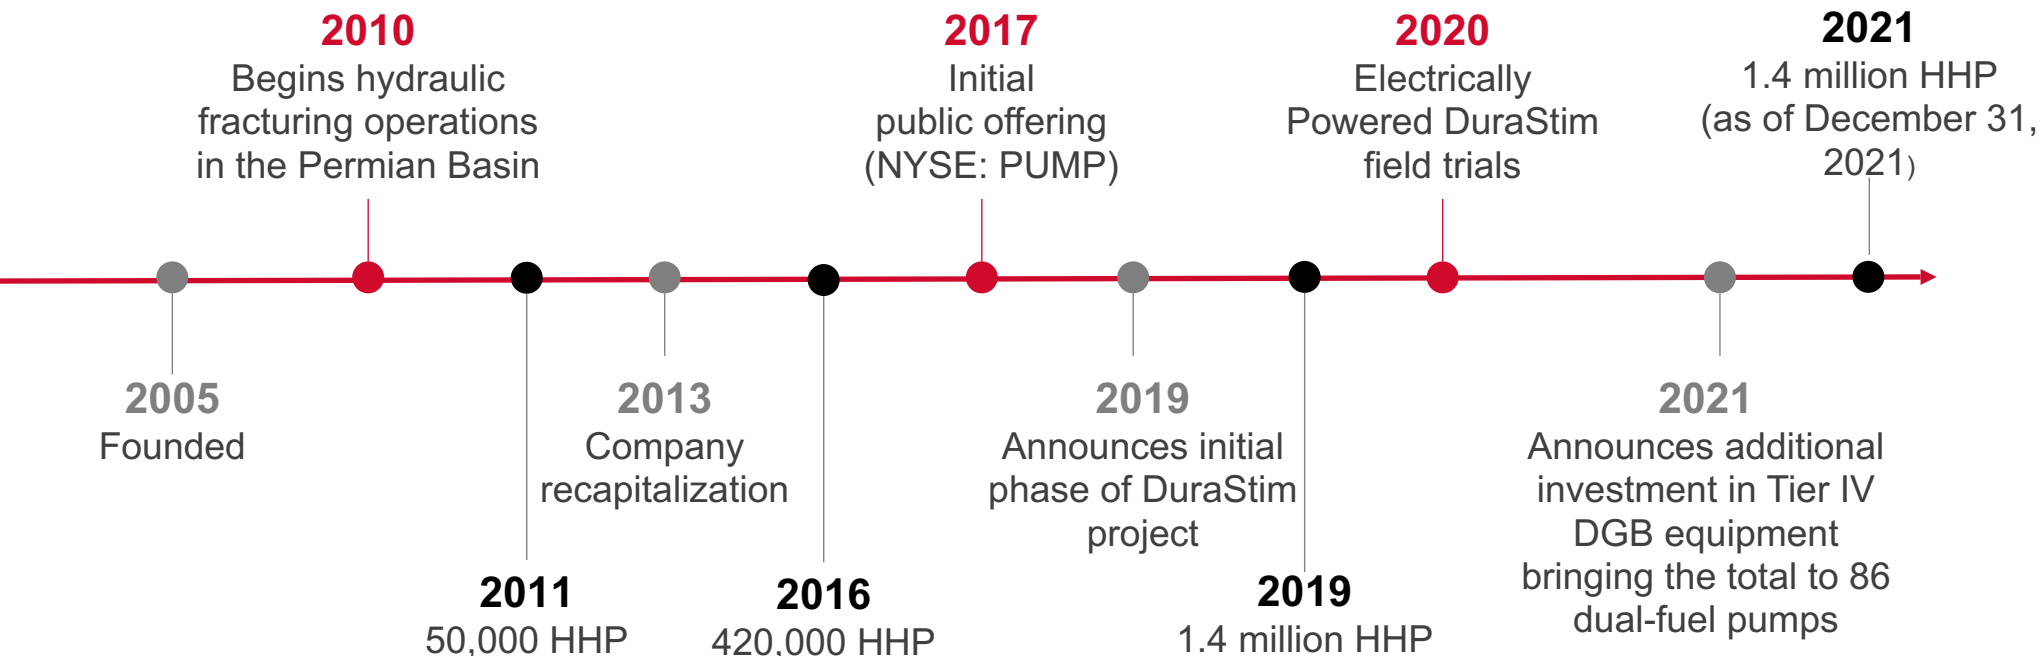 2010
Begins hydraulic
fracturing operations
in the Permian Basin
2017
Initial
public offering
(NYSE: PUMP)
2020
Electrically
Powered DuraStim
field trials
2021
1.4 million HHP
(as of December 31,
2021)
2005
Founded
2013
Company
recapitalization
2019
Announces initial
phase of DuraStim
project
2021
Announces additional
investment in Tier IV
DGB equipment
bringing the total to 86
dual-fuel pumps
2011
50,000 HHP
2016
420,000 HHP
2019
1.4 million HHP